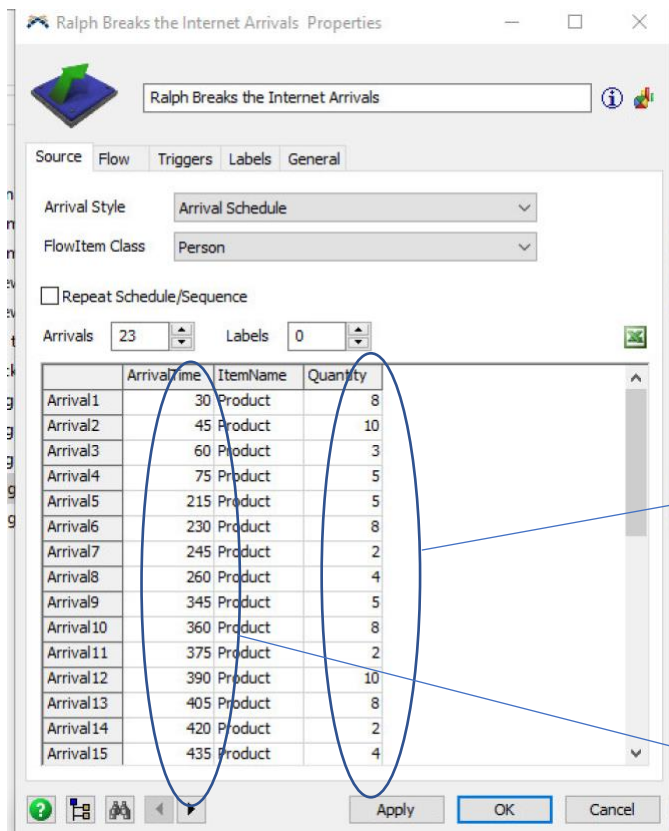 Ralph Breaks the Internet Arrivals Properties
Ralph Breaks the Internet Arrivals
Source Flow Triggers Labels General
Arrival Style Arrival Schedule
FlowItem Class Person
Repeat Schedule/Sequence
Arrivals 23 Labels 0
ArrivalTime ItemName Quantity
Arrival1 30 Product 8
Arrival2 45 Product 10
Arrival3 60 Product 3
Arrival4 75 Product 5
Arrival5 215 Product 5
Arrival6 230 Product 8
Arrival7 245 Product 2
Arrival8 260 Product 4
Arrival9 345 Product 5
Arrival10 360 Product 8
Arrival11 375 Product 2
Arrival12 390 Product 10
Arrival13 405 Product 8
Arrival14 420 Product 2
Arrival15 435 Product 4
Apply OK Cancel